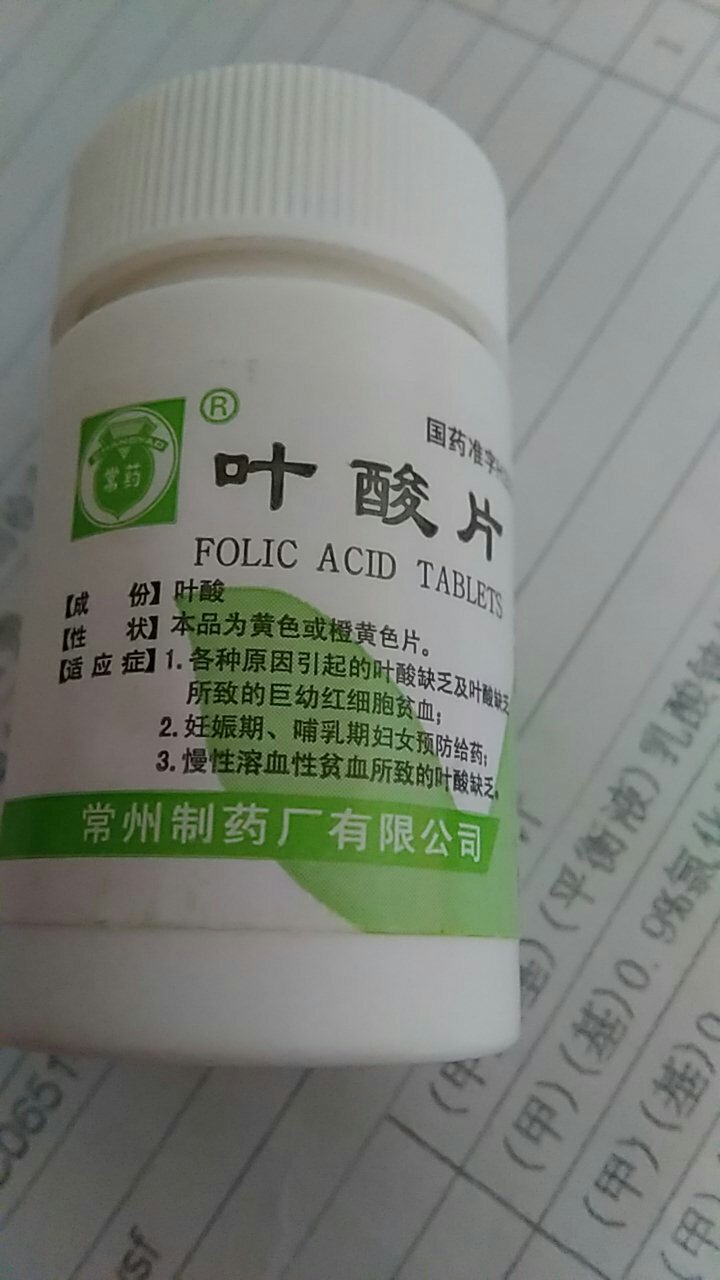 ®
常药
国药准字H
叶酸片
FOLIC ACID TABLETS
【成 份】叶酸
【性 状】本品为黄色或橙黄色片。
【适应症】1.各种原因引起的叶酸缺乏及叶酸缺乏
所致的巨幼红细胞贫血；
2.妊娠期、哺乳期妇女预防给药；
3.慢性溶血性贫血所致的叶酸缺乏。
常州制药厂有限公司
(平衡液)乳酸钠
(甲)(基)0.9%氯化
(甲)(基)0
(甲)